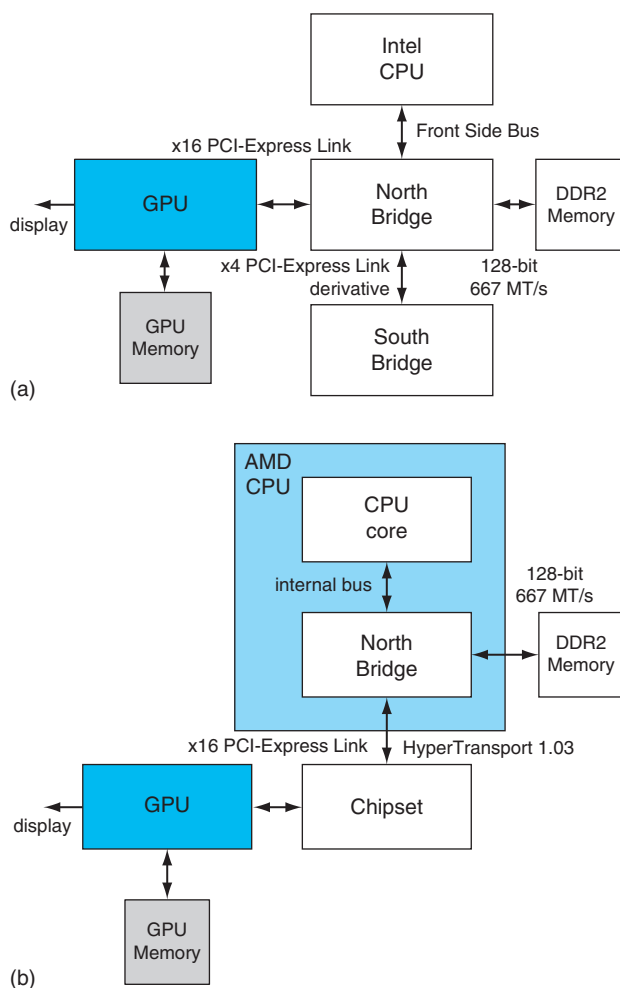 Intel
CPU
Front Side Bus
x16 PCI-Express Link
GPU
North
Bridge
DDR2
Memory
display
x4 PCI-Express Link
derivative
128-bit
667 MT/s
GPU
Memory
South
Bridge
(a)
AMD
CPU
CPU
core
internal bus
128-bit
667 MT/s
North
Bridge
DDR2
Memory
x16 PCI-Express Link
HyperTransport 1.03
GPU
Chipset
display
GPU
Memory
(b)